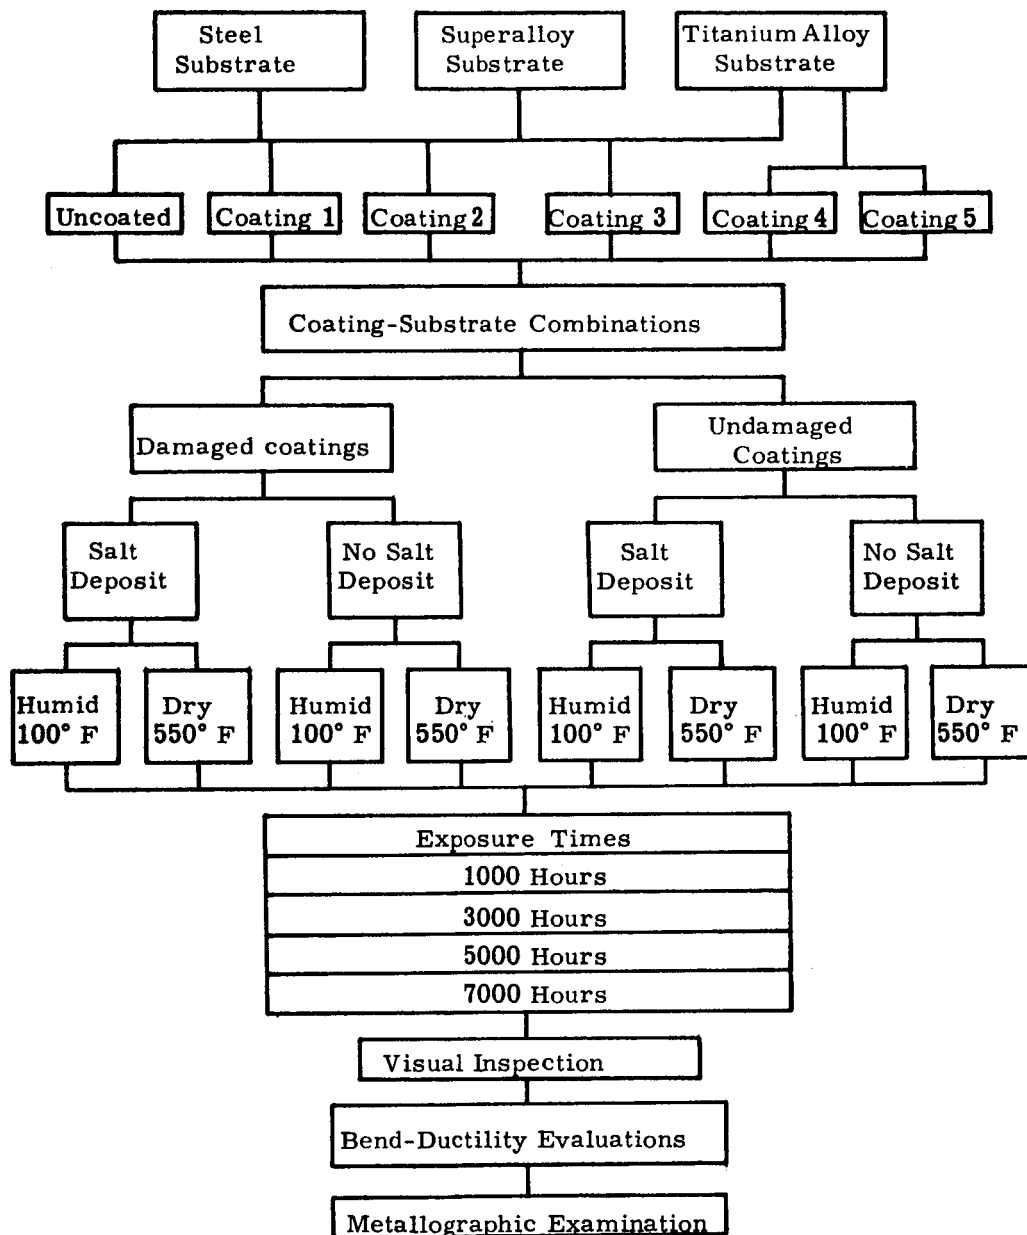 Steel
Substrate
Superalloy
Substrate
Titanium Alloy
Substrate
Uncoated
Coating 1
Coating 2
Coating 3
Coating 4
Coating 5
Coating-Substrate Combinations
Damaged coatings
Undamaged
Coatings
Salt
Deposit
No Salt
Deposit
Salt
Deposit
No Salt
Deposit
Humid
100° F
Dry
550° F
Humid
100° F
Dry
550° F
Humid
100° F
Dry
550° F
Humid
100° F
Dry
550° F
Exposure Times
1000 Hours
3000 Hours
5000 Hours
7000 Hours
Visual Inspection
Bend-Ductility Evaluations
Metallographic Examination